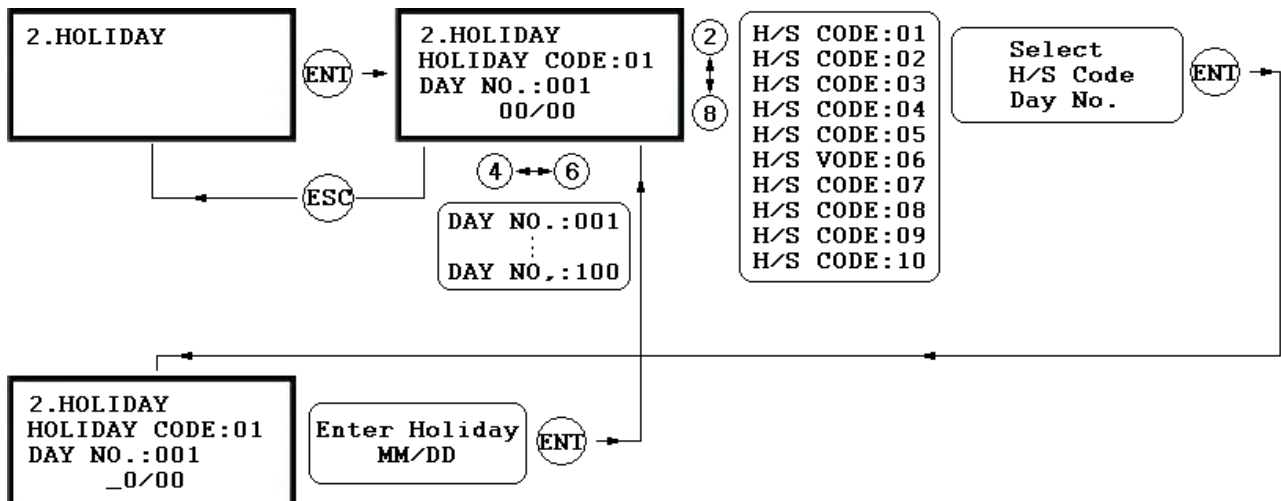 2.HOLIDAY
ENT
2.HOLIDAY
HOLIDAY CODE:01
DAY NO.:001
00/00
2
8
H/S CODE:01
H/S CODE:02
H/S CODE:03
H/S CODE:04
H/S CODE:05
H/S VODE:06
H/S CODE:07
H/S CODE:08
H/S CODE:09
H/S CODE:10
Select
H/S Code
Day No.
ENT
ESC
4
6
DAY NO.:001
DAY NO,:100
2.HOLIDAY
HOLIDAY CODE:01
DAY NO.:001
_0/00
Enter Holiday
MM/DD
ENT